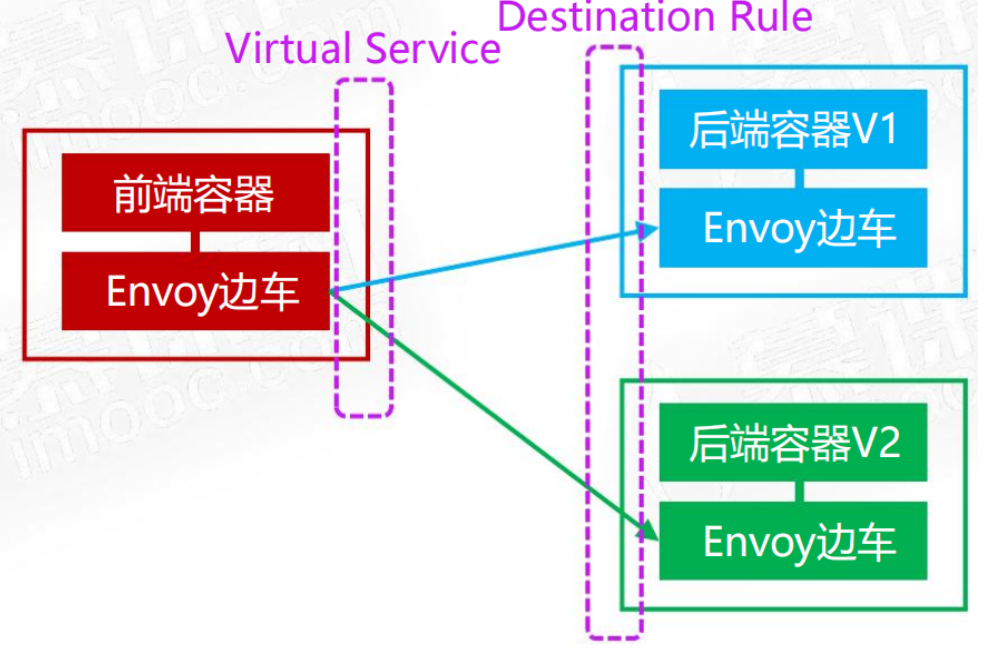 Destination Rule
Virtual Service
前端容器
Envoy边车
后端容器V1
Envoy边车
后端容器V2
Envoy边车
imooc.com
imooc.com